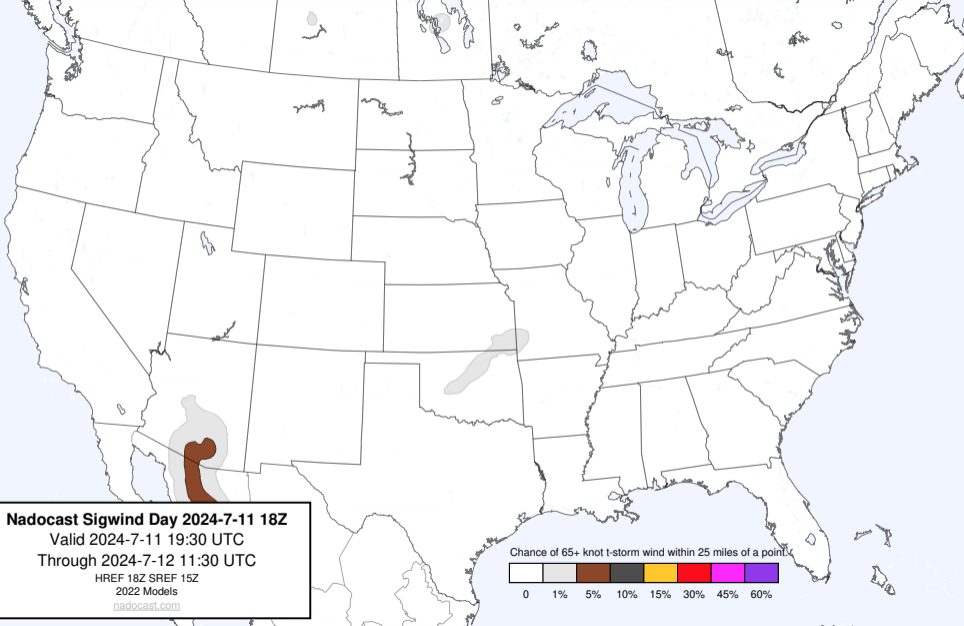 Nadocast Sigwind Day 2024-7-11 18Z
Valid 2024-7-11 19:30 UTC
Through 2024-7-12 11:30 UTC
HREF 18Z SREF 15Z
2022 Models
nadocast.com
Chance of 65+ knot t-storm wind within 25 miles of a point.
0 1% 5% 10% 15% 30% 45% 60%